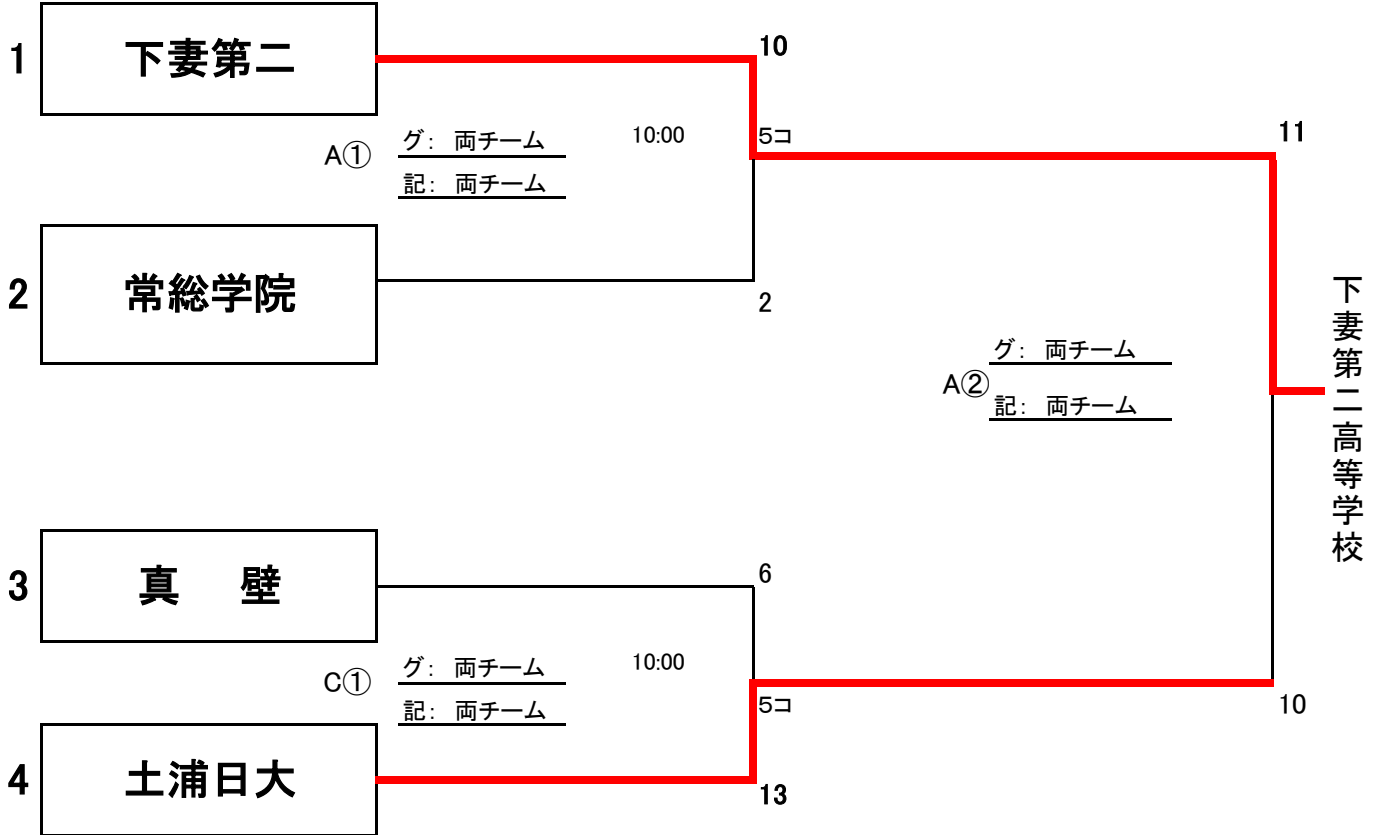 1
下妻第二
10
A①
グ： 両チーム
10:00
5コ
記： 両チーム
11
2
常総学院
2
グ： 両チーム
A②
記： 両チーム
下妻第二高等学校
3
真　壁
6
C①
グ： 両チーム
10:00
5コ
記： 両チーム
10
4
土浦日大
13